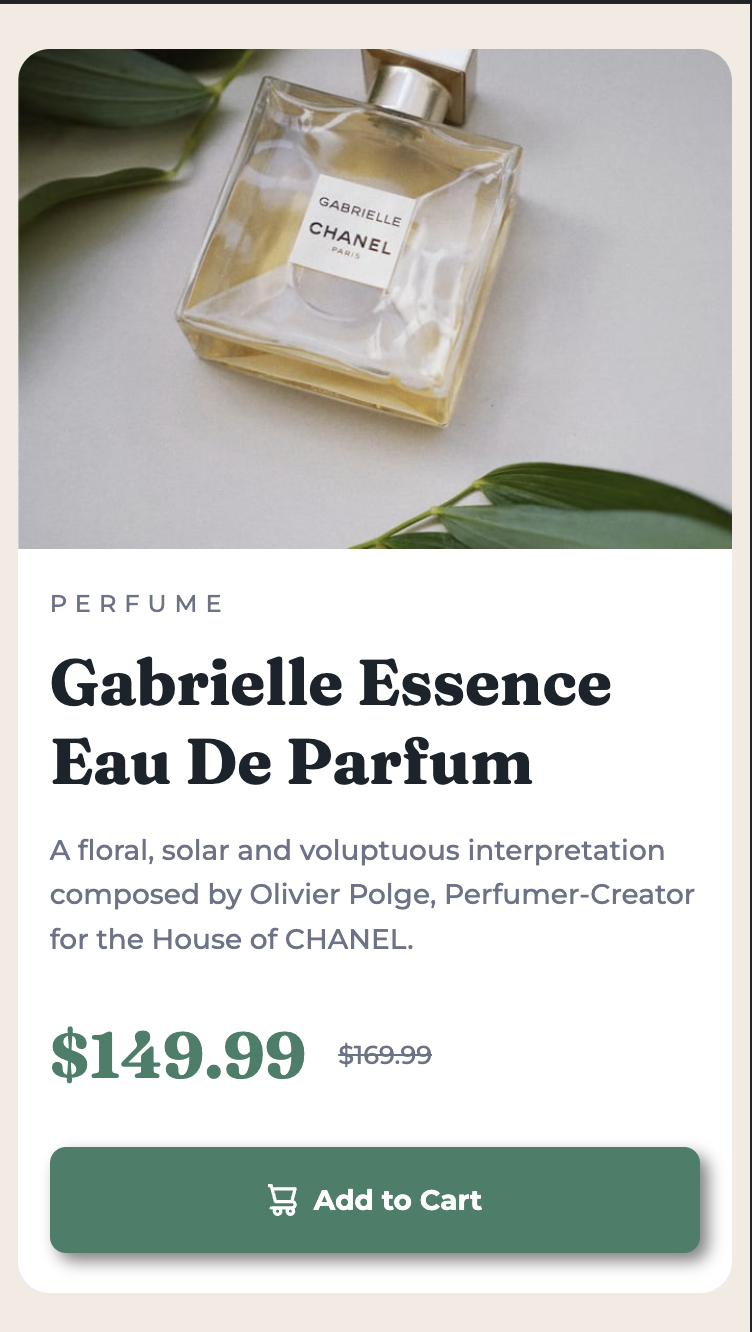 GABRIELLE
CHANEL
PARIS
PERFUME
Gabrielle Essence
Eau De Parfum
A floral, solar and voluptuous interpretation
composed by Olivier Polge, Perfumer-Creator
for the House of CHANEL.
$149.99 $169.99
Add to Cart